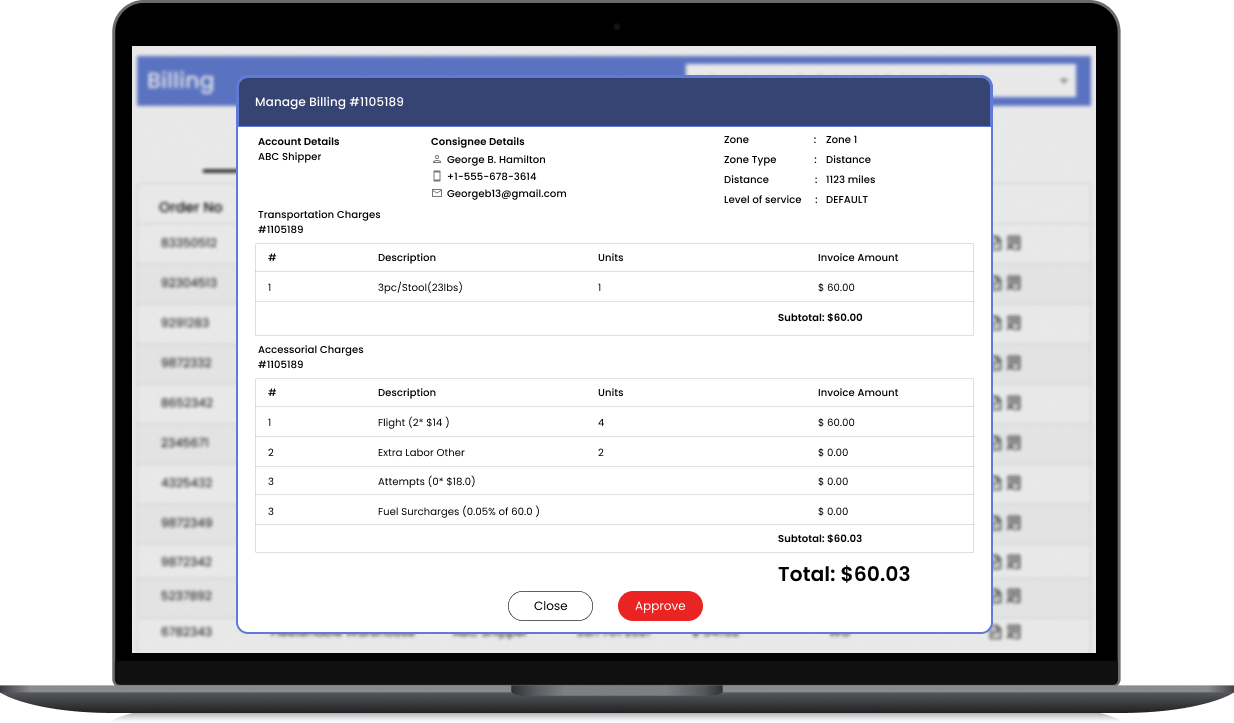 Billing
Manage Billing #1105189
Account Details
ABC Shipper
Consignee Details
George B. Hamilton
+1-555-678-3614
Georgeb13@gmail.com
Zone : Zone 1
Zone Type : Distance
Distance : 1123 miles
Level of service : DEFAULT
Transportation Charges
#1105189
# Description Units Invoice Amount
1 3pc/Stool(23lbs) 1 $ 60.00
Subtotal: $60.00
Accessorial Charges
#1105189
# Description Units Invoice Amount
1 Flight (2* $14 ) 4 $ 60.00
2 Extra Labor Other 2 $ 0.00
3 Attempts (0* $18.0) $ 0.00
3 Fuel Surcharges (0.05% of 60.0 ) $ 0.00
Subtotal: $60.03
Total: $60.03
Close Approve
Order No
83350512
92304513
9291283
9872332
8652342
2345671
4325432
9872349
9872342
5237892
6782343